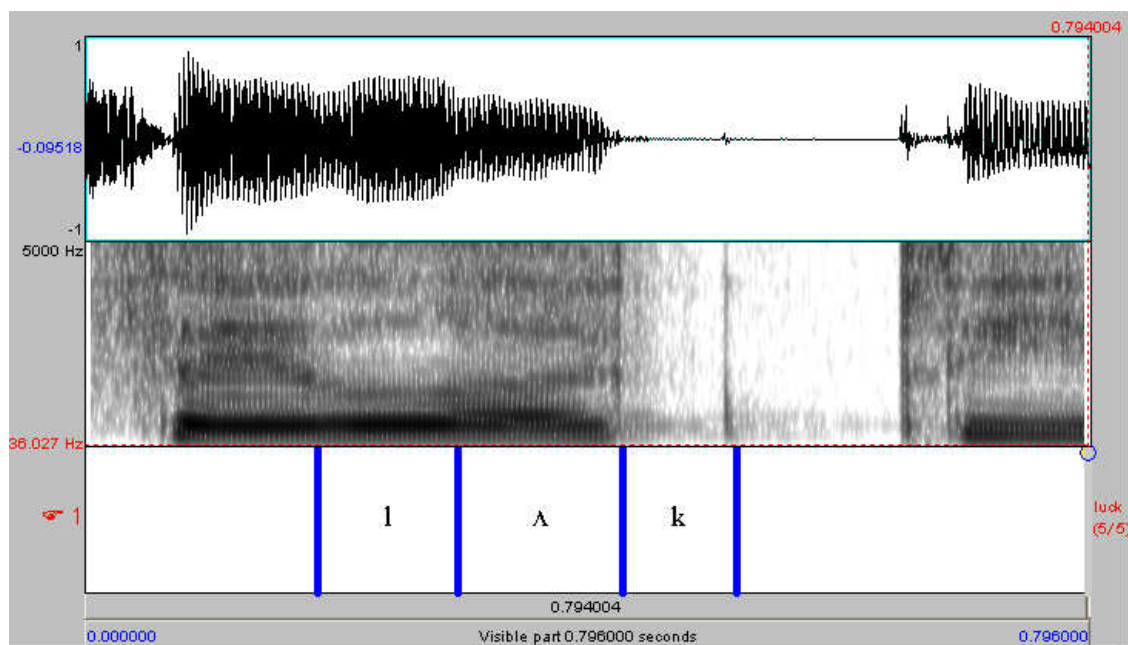 0.794004
1
-0.09518
-1
5000 Hz
36.027 Hz
1
l ʌ k
luck
(5/5)
0.794004
0.000000 Visible part 0.796000 seconds 0.796000